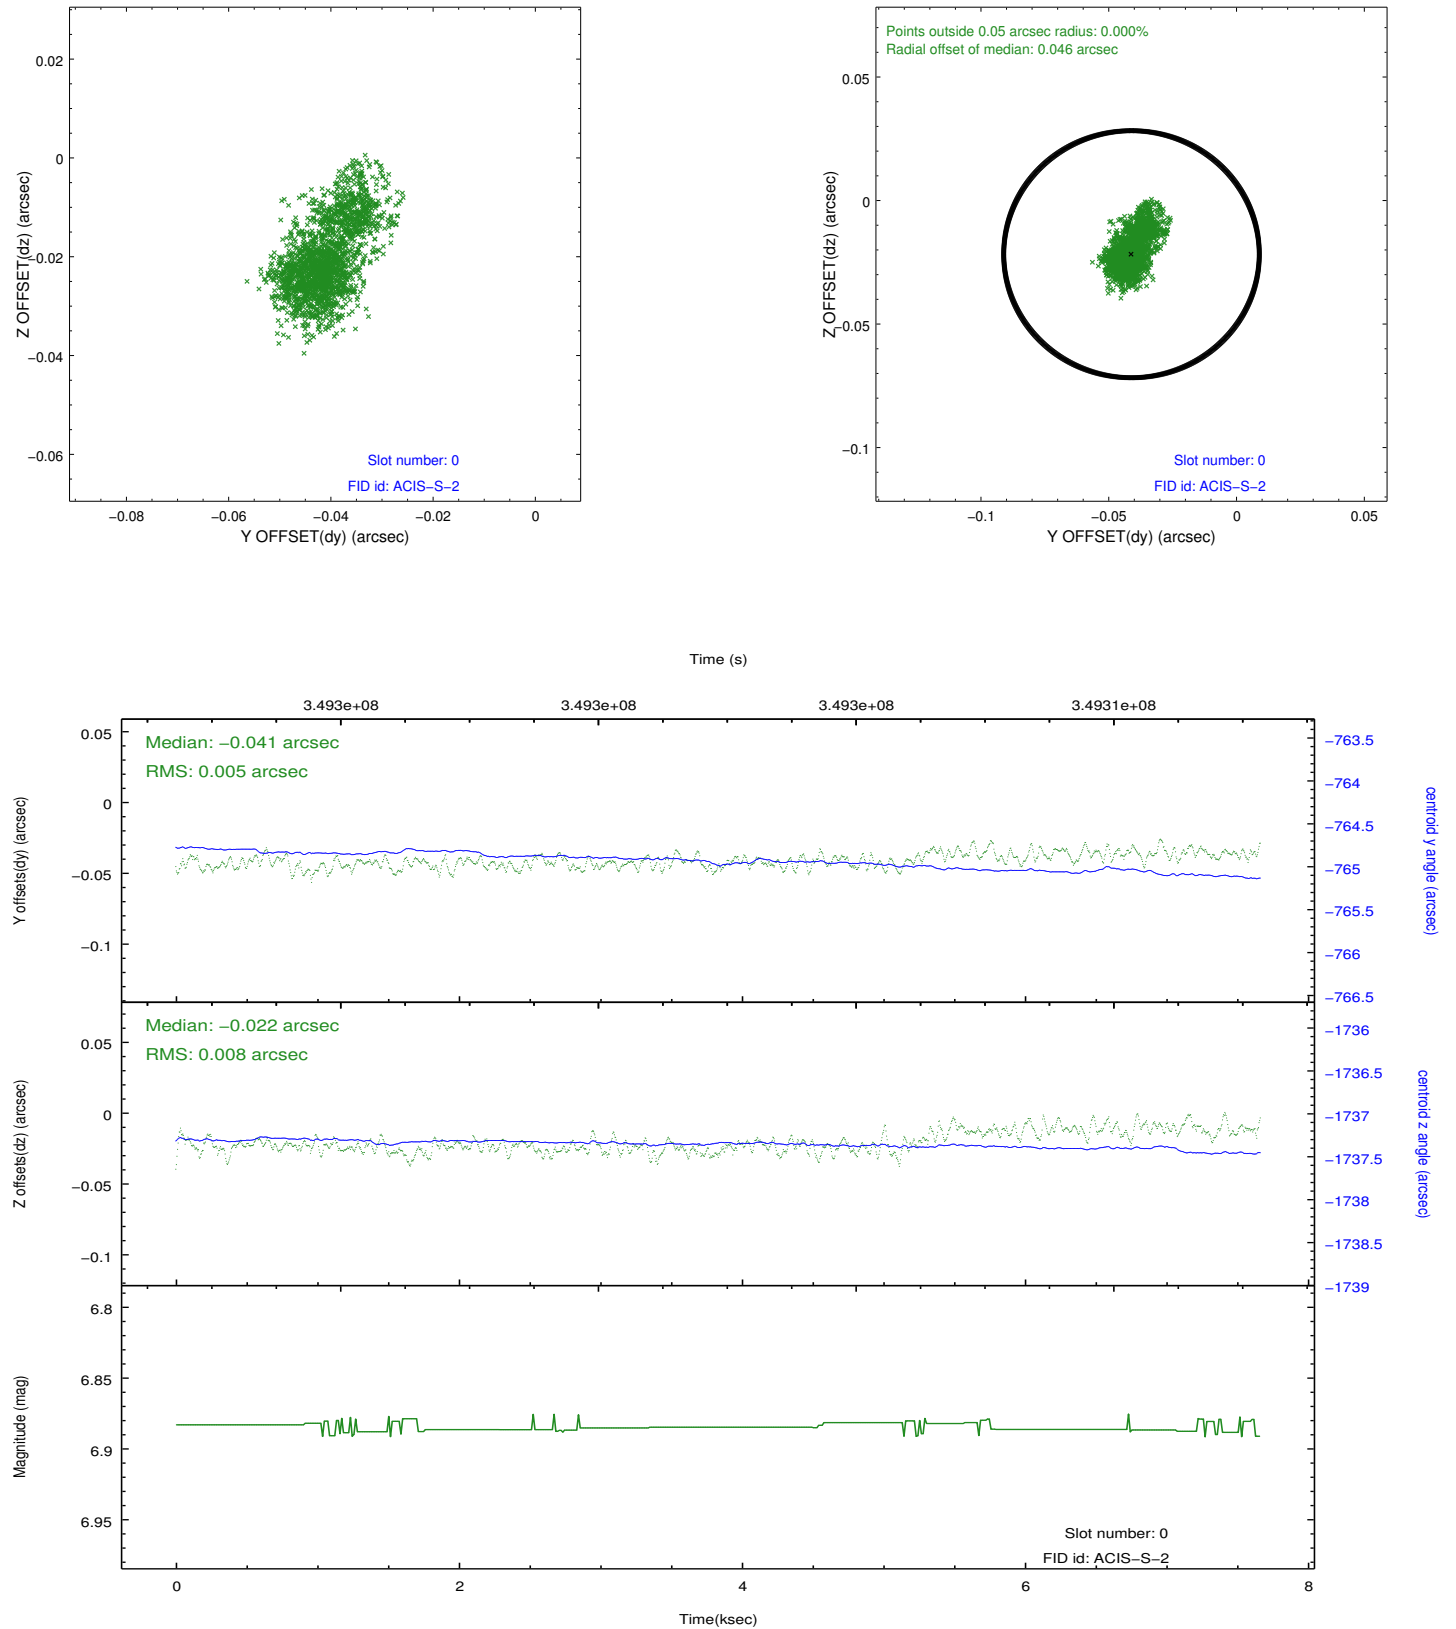 0.02
0
−0.02
−0.04
−0.06
Z OFFSET(dz) (arcsec)
Slot number: 0
FID id: ACIS−S−2
−0.08
−0.06
−0.04
−0.02
0
Y OFFSET(dy) (arcsec)
Points outside 0.05 arcsec radius: 0.000%
Radial offset of median: 0.046 arcsec
0.05
0
−0.05
−0.1
Z OFFSET(dz) (arcsec)
Slot number: 0
FID id: ACIS−S−2
−0.1
−0.05
0
0.05
Y OFFSET(dy) (arcsec)
Time (s)
3.493e+08
3.493e+08
3.493e+08
3.4931e+08
Median: −0.041 arcsec
RMS: 0.005 arcsec
0.05
0
−0.05
−0.1
Y offsets(dy) (arcsec)
−763.5
−764
−764.5
−765
−765.5
−766
−766.5
centroid y angle (arcsec)
Median: −0.022 arcsec
RMS: 0.008 arcsec
0.05
0
−0.05
−0.1
Z offsets(dz) (arcsec)
−1736
−1736.5
−1737
−1737.5
−1738
−1738.5
−1739
centroid z angle (arcsec)
6.8
6.85
6.9
6.95
Magnitude (mag)
Slot number: 0
FID id: ACIS−S−2
0
2
4
6
8
Time(ksec)